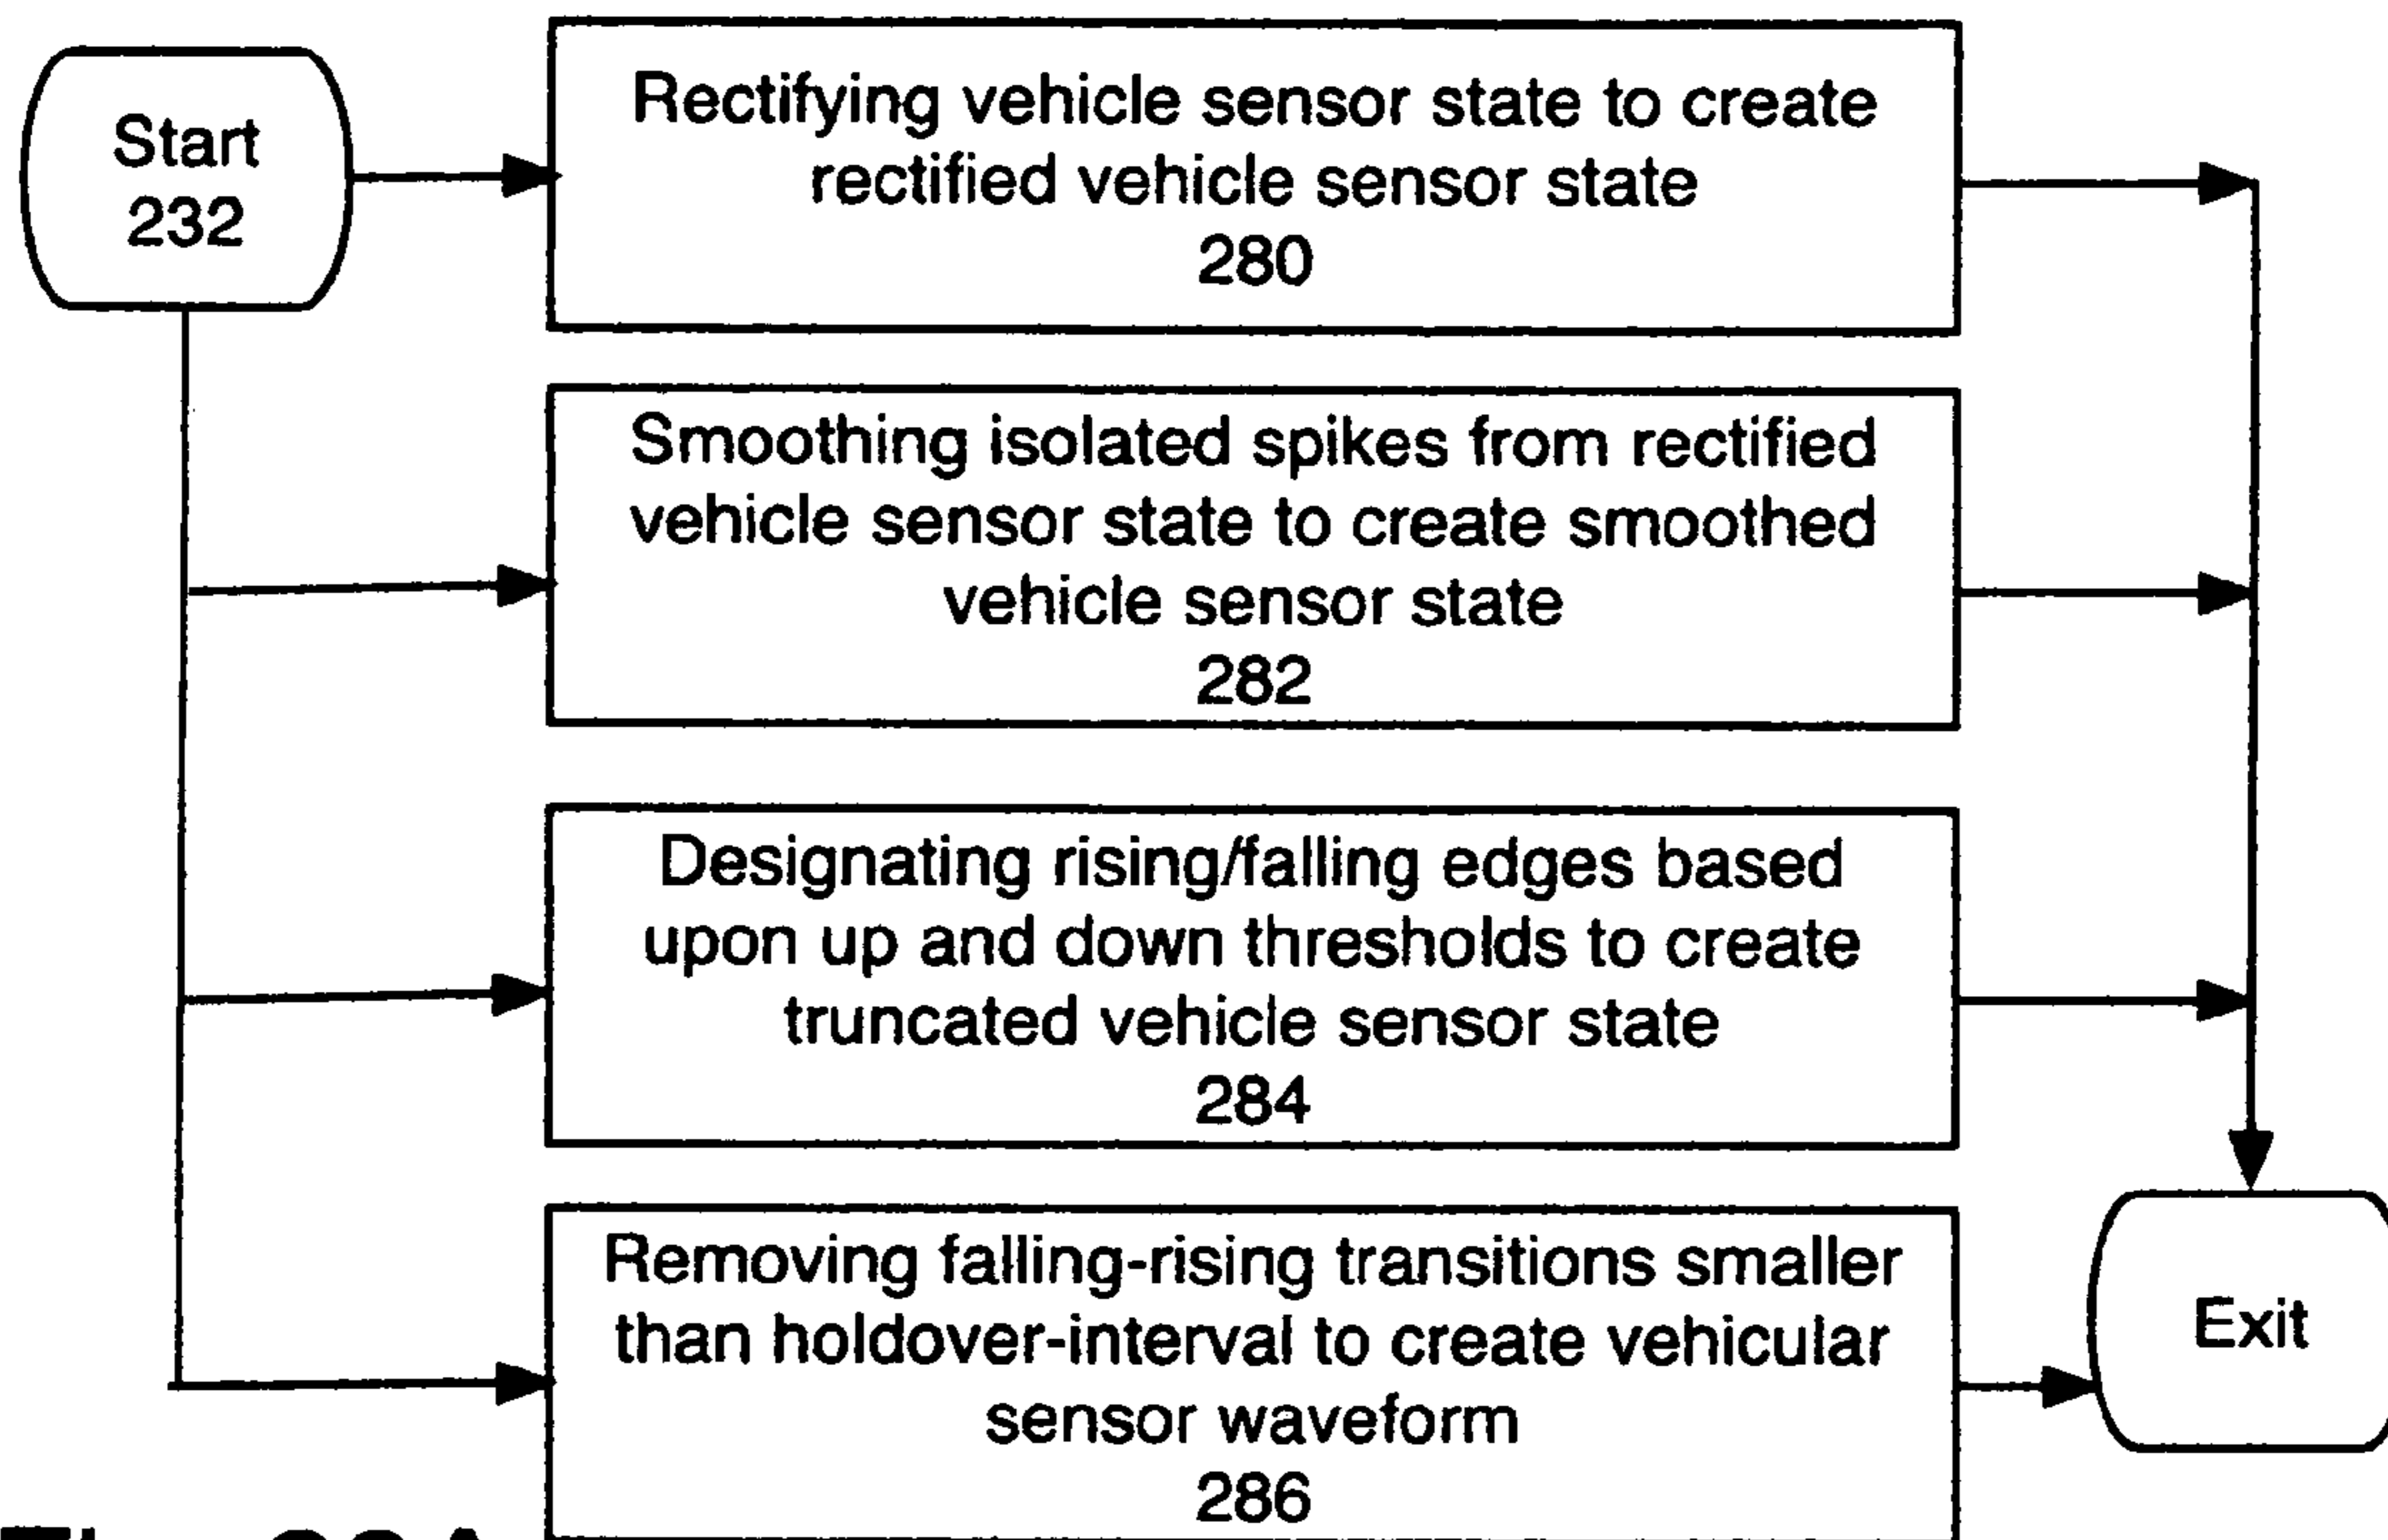 Start
232
Rectifying vehicle sensor state to create
rectified vehicle sensor state
280
Smoothing isolated spikes from rectified
vehicle sensor state to create smoothed
vehicle sensor state
282
Designating rising/falling edges based
upon up and down thresholds to create
truncated vehicle sensor state
284
Removing falling-rising transitions smaller
than holdover-interval to create vehicular
sensor waveform
286
Exit